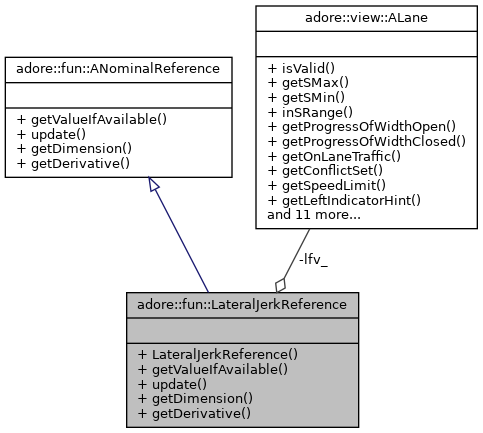 adore::view::ALane
+ isValid()
+ getSMax()
+ getSMin()
+ inSRange()
+ getProgressOfWidthOpen()
+ getProgressOfWidthClosed()
+ getOnLaneTraffic()
+ getConflictSet()
+ getSpeedLimit()
+ getLeftIndicatorHint()
and 11 more...
adore::fun::ANominalReference
+ getValueIfAvailable()
+ update()
+ getDimension()
+ getDerivative()
-lfv_
adore::fun::LateralJerkReference
+ LateralJerkReference()
+ getValueIfAvailable()
+ update()
+ getDimension()
+ getDerivative()